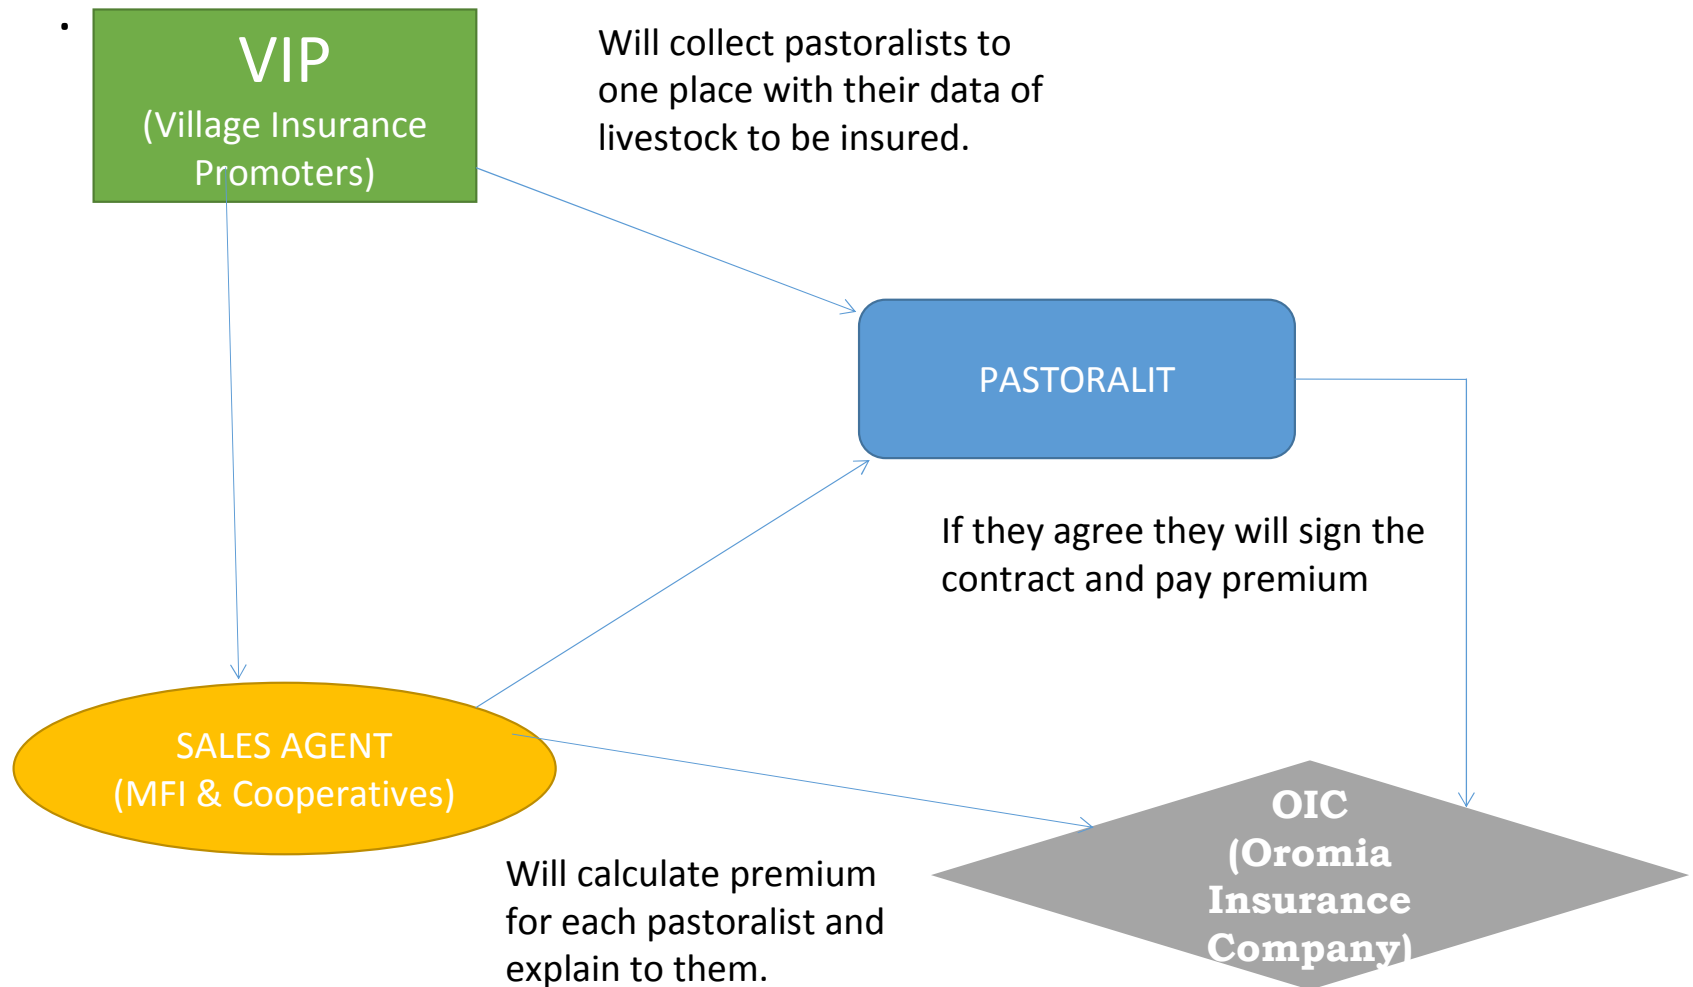 VIP
(Village Insurance
Promoters)
Will collect pastoralists to
one place with their data of
livestock to be insured.
PASTORALIT
If they agree they will sign the
contract and pay premium
SALES AGENT
(MFI & Cooperatives)
Will calculate premium
for each pastoralist and
explain to them.
OIC
(Oromia
Insurance
Company)